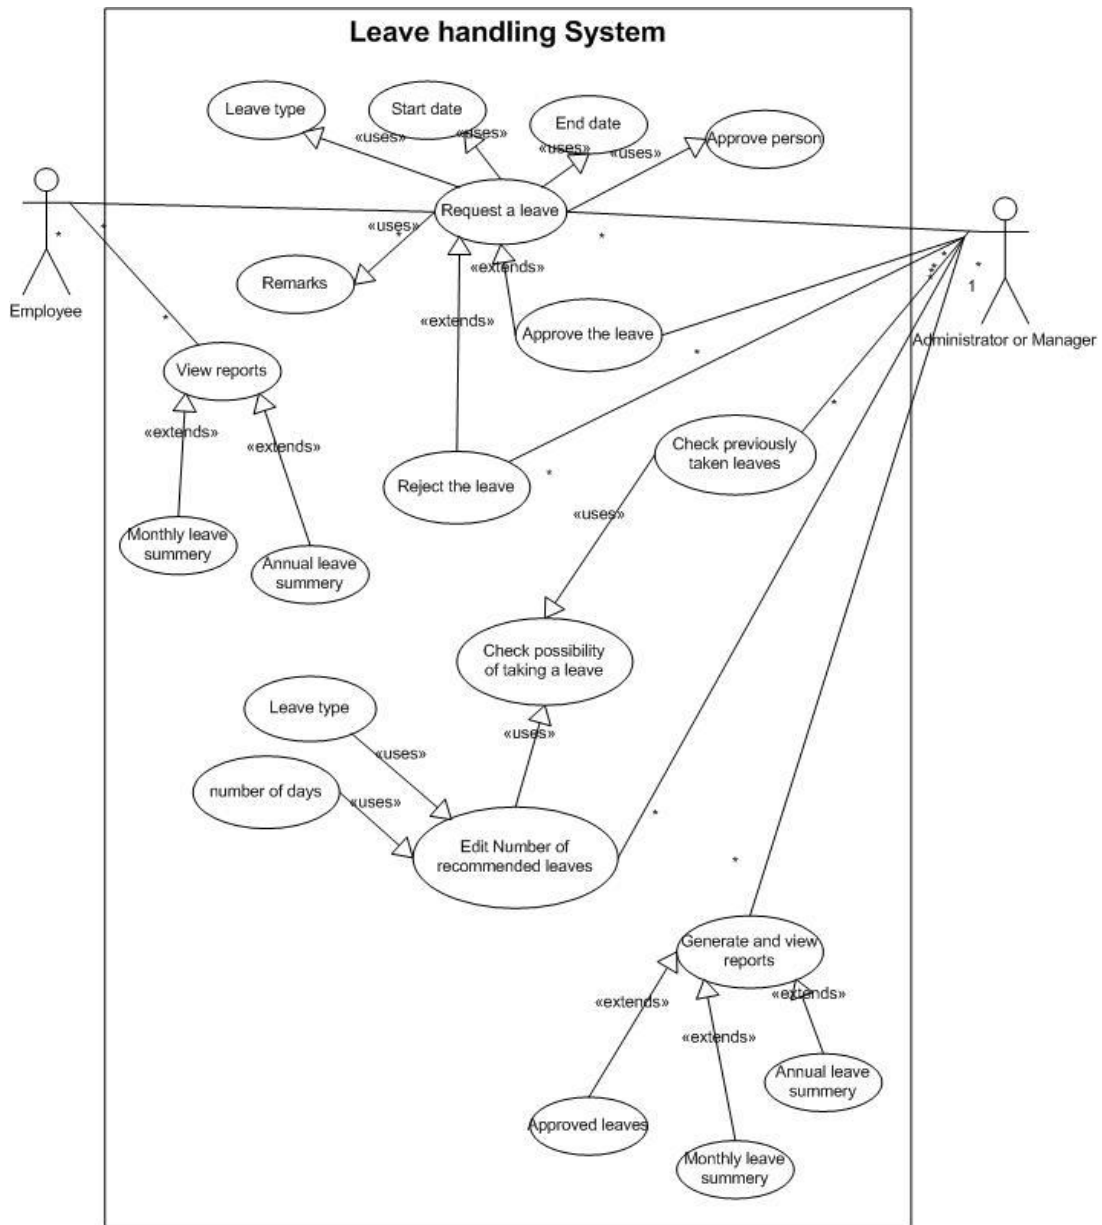 Leave handling System
Leave type
Start date
End date
Approve person
«uses»
«uses»
«uses»
«uses»
Request a leave
«uses»
*
*
*
*
*
*
1
Employee
Administrator or Manager
Remarks
«extends»
«extends»
Approve the leave
*
*
*
*
View reports
«extends»
«extends»
*
*
*
Check previously
taken leaves
Reject the leave
*
«uses»
Monthly leave
summery
Annual leave
summery
Check possibility
of taking a leave
Leave type
«uses»
«uses»
number of days
«uses»
*
Edit Number of
recommended leaves
*
Generate and view
reports
«extends»
«extends»
«extends»
Annual leave
summery
Approved leaves
Monthly leave
summery